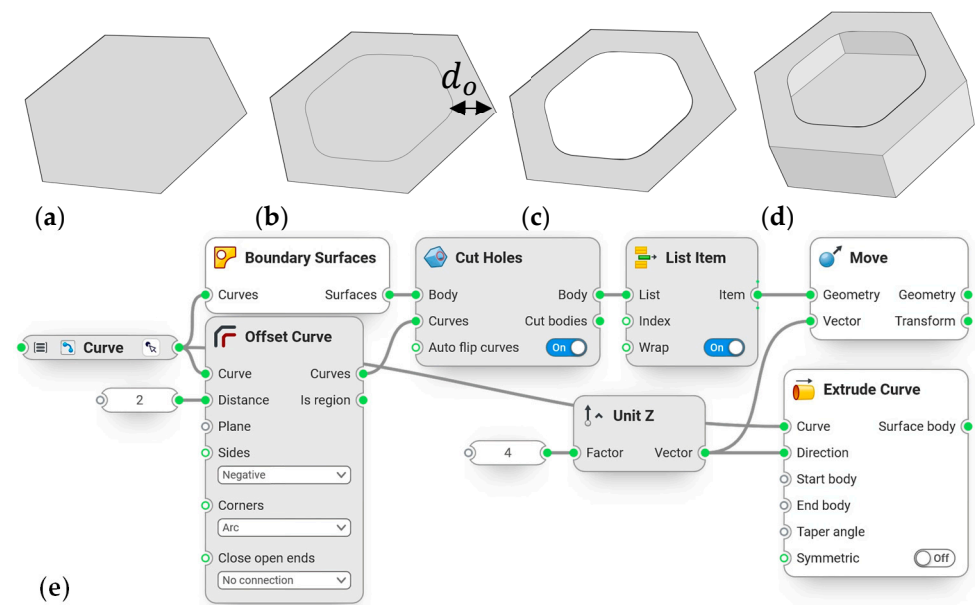 dₒ
(a)
(b)
(c)
(d)
Boundary Surfaces
Curves Surfaces
Cut Holes
Body Body
Curves Cut bodies
Auto flip curves On
List Item
List Item
Index
Wrap On
Move
Geometry Geometry
Vector Transform
Curve
2
Offset Curve
Curve Curves
Distance Is region
Plane
Sides
Negative
Corners
Arc
Close open ends
No connection
4
Unit Z
Factor Vector
Extrude Curve
Curve Surface body
Direction
Start body
End body
Taper angle
Symmetric Off
(e)